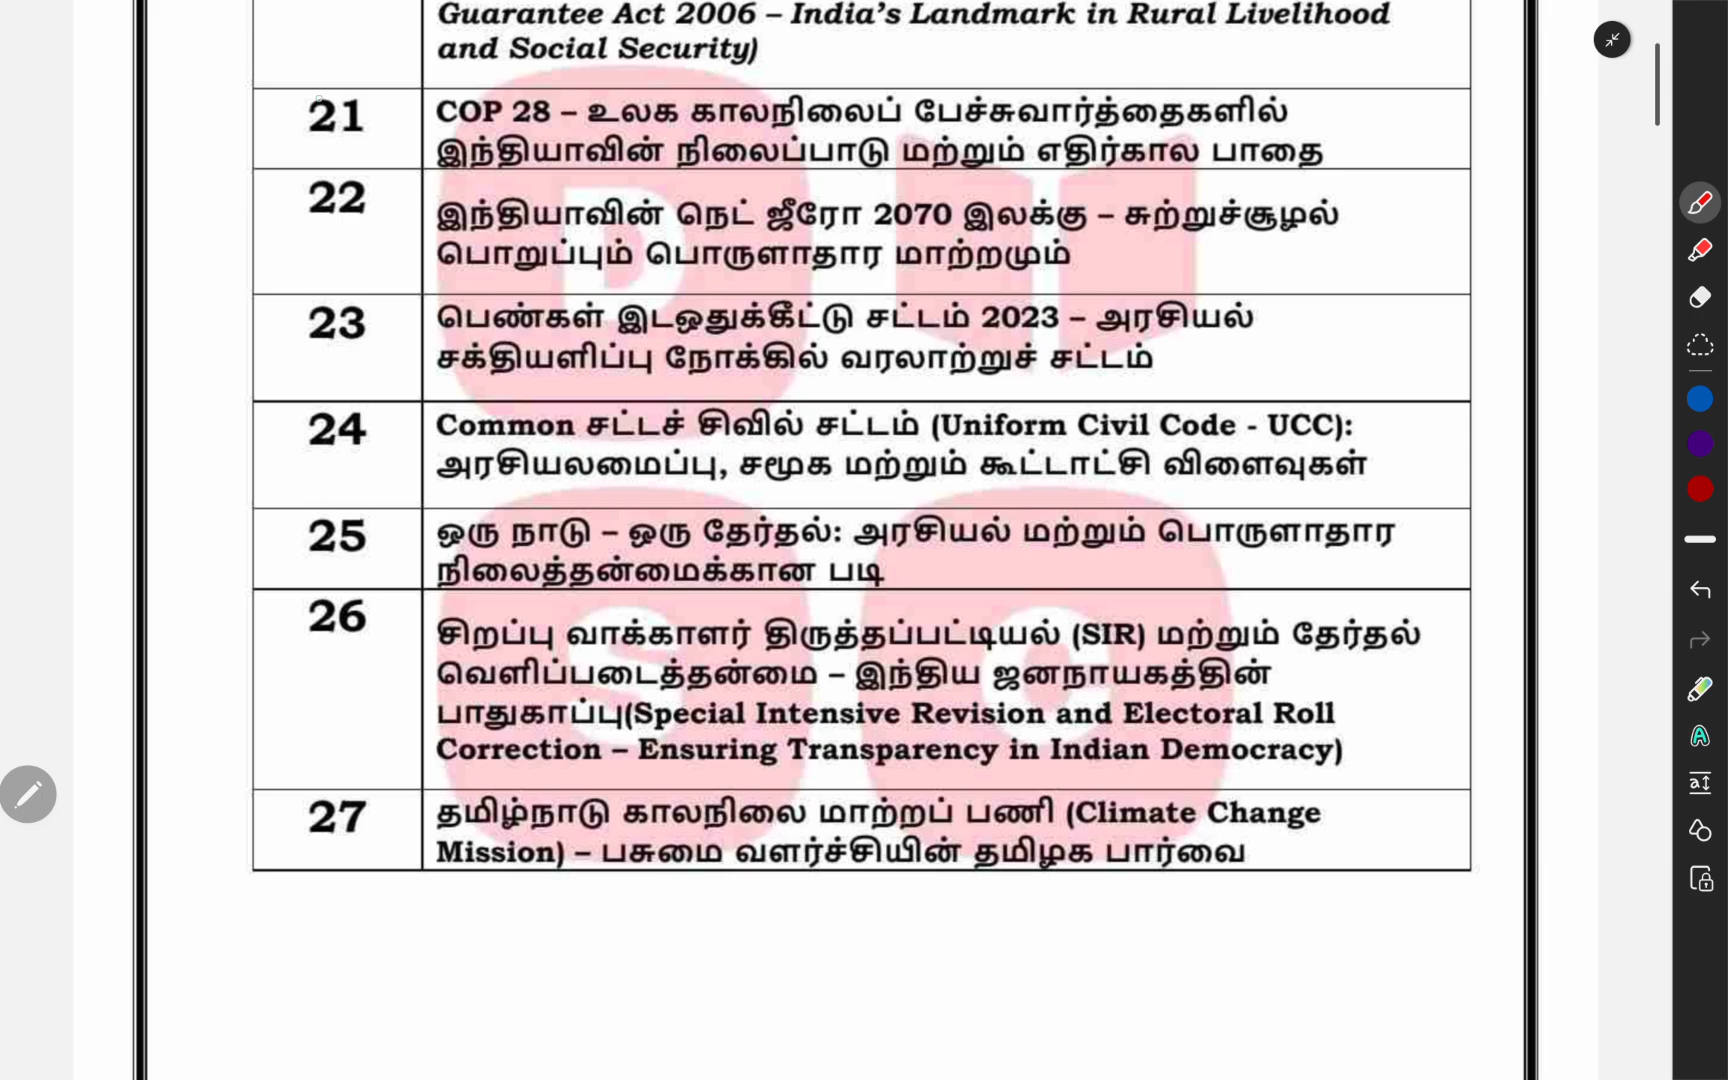 Guarantee Act 2006 – India's Landmark in Rural Livelihood
and Social Security)
21
COP 28 – உலக காலநிலைப் பேச்சுவார்த்தைகளில்
இந்தியாவின் நிலைப்பாடு மற்றும் எதிர்கால பாதை
22
இந்தியாவின் நெட் ஜீரோ 2070 இலக்கு – சுற்றுச்சூழல்
பொறுப்பும் பொருளாதார மாற்றமும்
23
பெண்கள் இடஒதுக்கீட்டு சட்டம் 2023 – அரசியல்
சக்தியளிப்பு நோக்கில் வரலாற்றுச் சட்டம்
24
Common சட்டச் சிவில் சட்டம் (Uniform Civil Code - UCC):
அரசியலமைப்பு, சமூக மற்றும் கூட்டாட்சி விளைவுகள்
25
ஒரு நாடு – ஒரு தேர்தல்: அரசியல் மற்றும் பொருளாதார
நிலைத்தன்மைக்கான படி
26
சிறப்பு வாக்காளர் திருத்தப்பட்டியல் (SIR) மற்றும் தேர்தல்
வெளிப்படைத்தன்மை – இந்திய ஜனநாயகத்தின்
பாதுகாப்பு(Special Intensive Revision and Electoral Roll
Correction – Ensuring Transparency in Indian Democracy)
27
தமிழ்நாடு காலநிலை மாற்றப் பணி (Climate Change
Mission) – பசுமை வளர்ச்சியின் தமிழக பார்வை
D
S
C